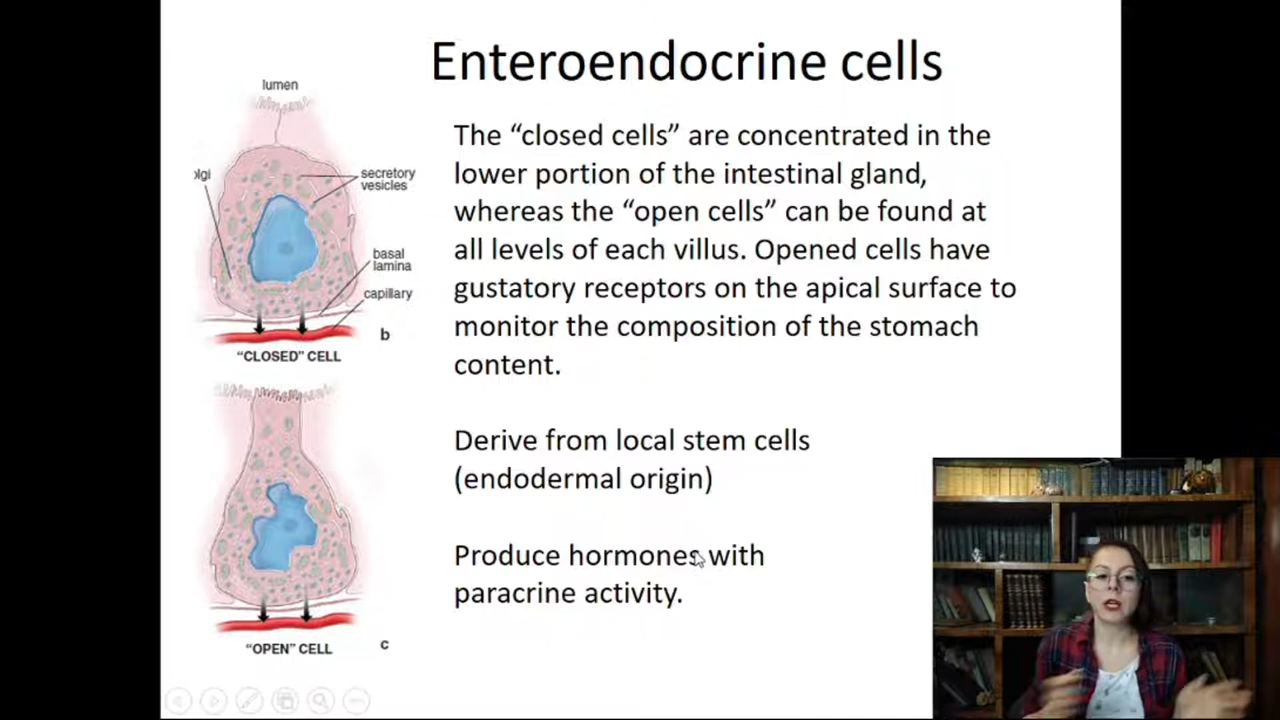 Enteroendocrine cells
lumen
olgi
secretory
vesicles
basal
lamina
capillary
b
"CLOSED" CELL
"OPEN" CELL
c
The “closed cells” are concentrated in the
lower portion of the intestinal gland,
whereas the “open cells” can be found at
all levels of each villus. Opened cells have
gustatory receptors on the apical surface to
monitor the composition of the stomach
content.
Derive from local stem cells
(endodermal origin)
Produce hormones with
paracrine activity.